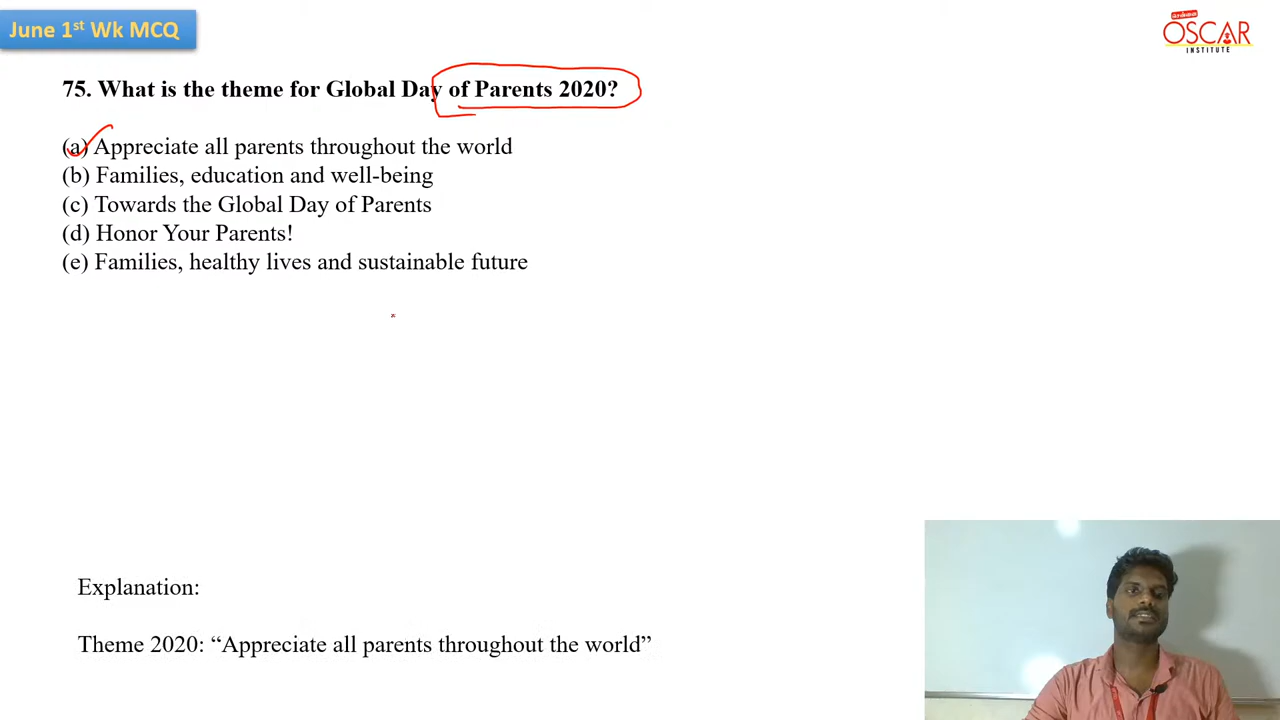 June 1st Wk MCQ
சென்னை
OSCAR
INSTITUTE
75. What is the theme for Global Day of Parents 2020?
(a) Appreciate all parents throughout the world
(b) Families, education and well-being
(c) Towards the Global Day of Parents
(d) Honor Your Parents!
(e) Families, healthy lives and sustainable future
Explanation:
Theme 2020: “Appreciate all parents throughout the world”